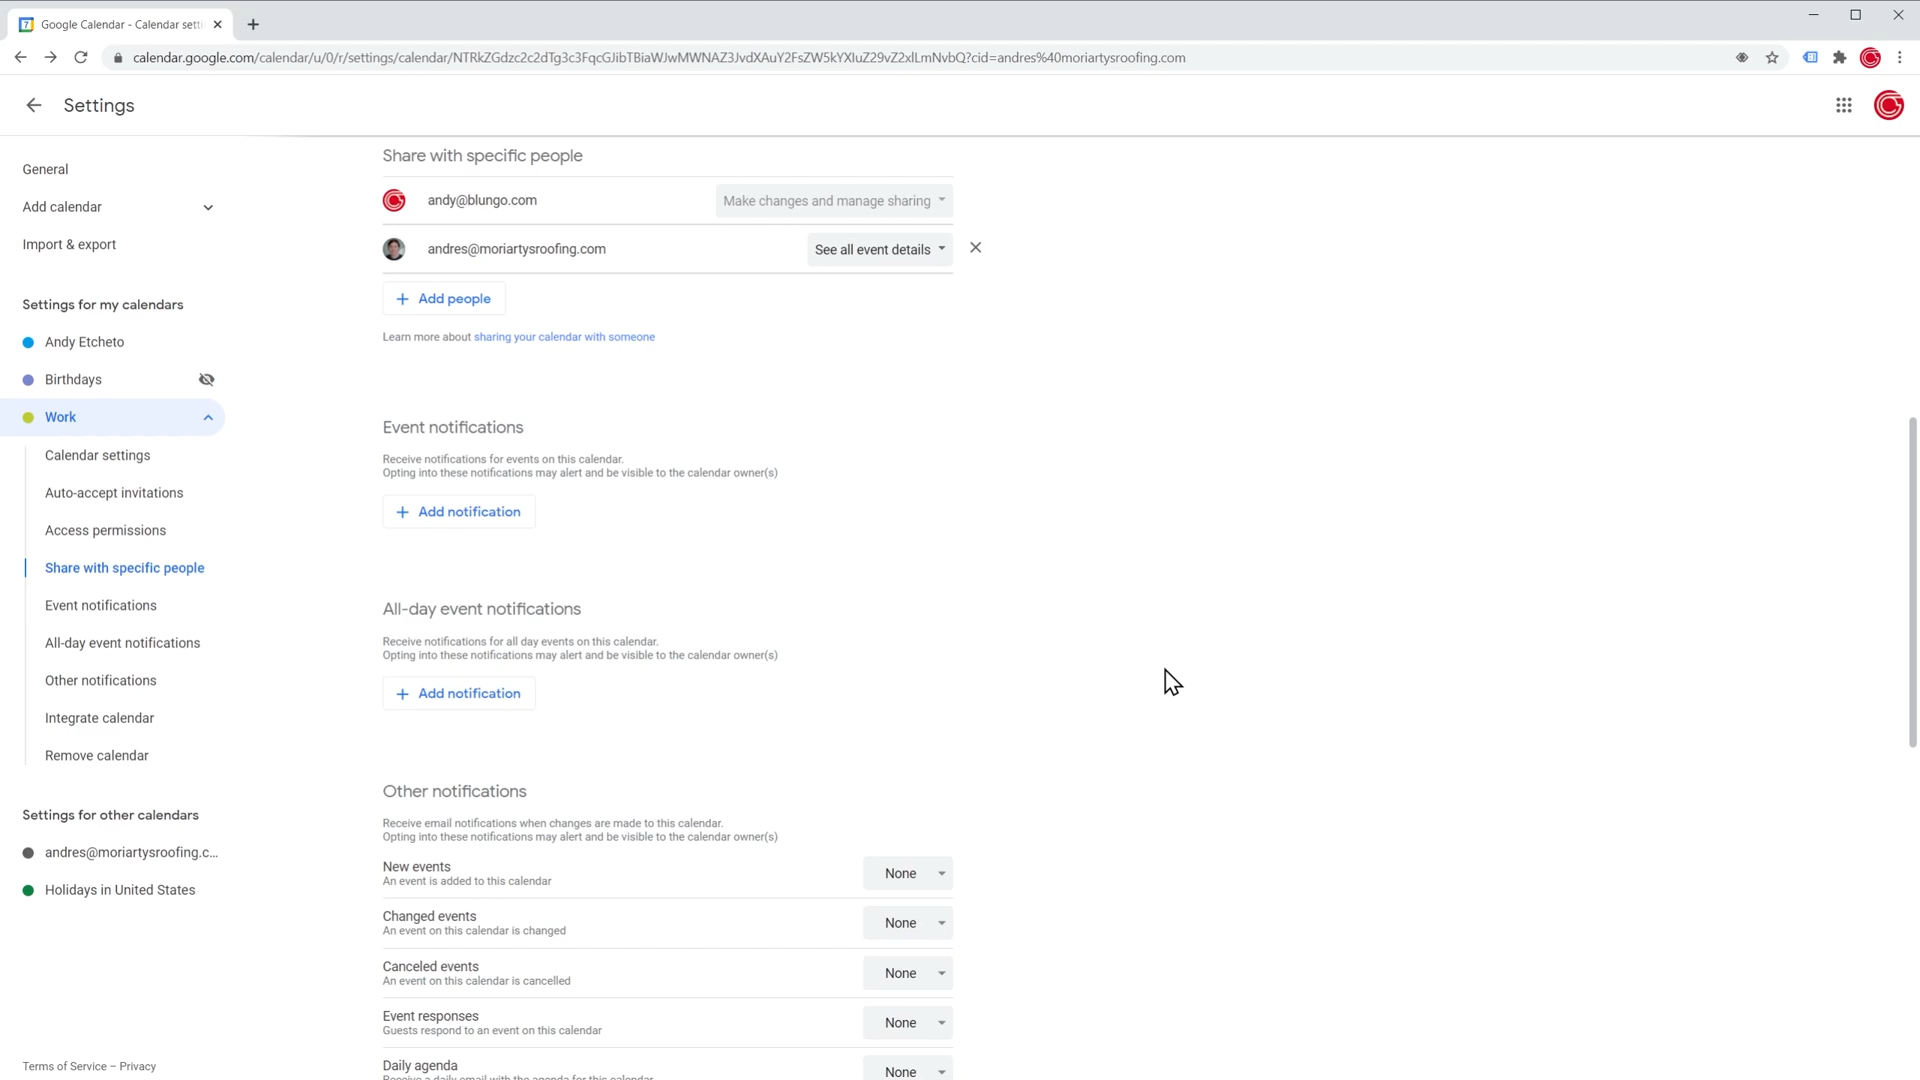 7
Google Calendar - Calendar setti
calendar.google.com/calendar/u/0/r/settings/calendar/NTRkZGdzc2c2dTg3c3FqcGJibTBiaWJwMWNAZ3JvdXAuY2FsZW5kYXIuZ29vZ2xlLmNvbQ?cid=andres%40moriartysroofing.com
Settings
General
Add calendar
Import & export
Settings for my calendars
Andy Etcheto
Birthdays
Work
Calendar settings
Auto-accept invitations
Access permissions
Share with specific people
Event notifications
All-day event notifications
Other notifications
Integrate calendar
Remove calendar
Settings for other calendars
andres@moriartysroofing.c...
Holidays in United States
Terms of Service – Privacy
Share with specific people
andy@blungo.com
Make changes and manage sharing
andres@moriartysroofing.com
See all event details
+ Add people
Learn more about sharing your calendar with someone
Event notifications
Receive notifications for events on this calendar.
Opting into these notifications may alert and be visible to the calendar owner(s)
+ Add notification
All-day event notifications
Receive notifications for all day events on this calendar.
Opting into these notifications may alert and be visible to the calendar owner(s)
+ Add notification
Other notifications
Receive email notifications when changes are made to this calendar.
Opting into these notifications may alert and be visible to the calendar owner(s)
New events
An event is added to this calendar
None
Changed events
An event on this calendar is changed
None
Canceled events
An event on this calendar is cancelled
None
Event responses
Guests respond to an event on this calendar
None
Daily agenda
Receive a daily email with the agenda for this calendar
None